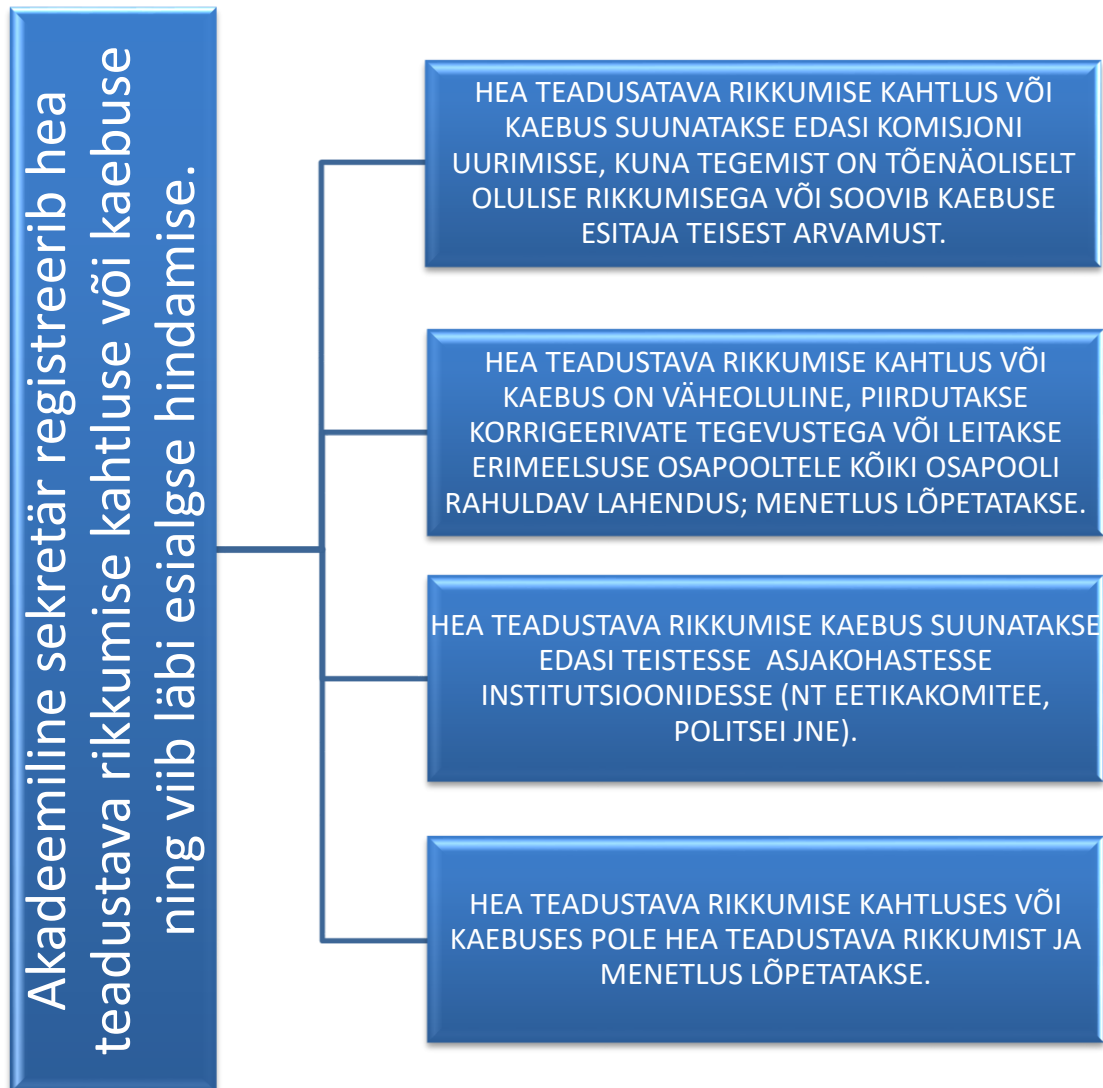 Akadeemiline sekretär registreerib hea
teadustava rikkumise kahtluse või kaebuse
ning viib läbi esialgse hindamise.
HEA TEADUSATAVA RIKKUMISE KAHTLUS VÕI
KAEBUS SUUNATAKSE EDASI KOMISJONI
UURIMISSE, KUNA TEGEMIST ON TÕENÄOLISELT
OLULISE RIKKUMISEGA VÕI SOOVIB KAEBUSE
ESITAJA TEISEST ARVAMUST.
HEA TEADUSTAVA RIKKUMISE KAHTLUS VÕI
KAEBUS ON VÄHEOLULINE, PIIRDUTAKSE
KORRIGEERIVATE TEGEVUSTEGA VÕI LEITAKSE
ERIMEELSUSE OSAPOOLTELE KÕIKI OSAPOOLI
RAHULDAV LAHENDUS; MENETLUS LÕPETATAKSE.
HEA TEADUSTAVA RIKKUMISE KAEBUS SUUNATAKSE
EDASI TEISTESSE ASJAKOHASTESSE
INSTITUTSIOONIDESSE (NT EETIKAKOMITEE,
POLITSEI JNE).
HEA TEADUSTAVA RIKKUMISE KAHTLUSES VÕI
KAEBUSES POLE HEA TEADUSTAVA RIKKUMIST JA
MENETLUS LÕPETATAKSE.